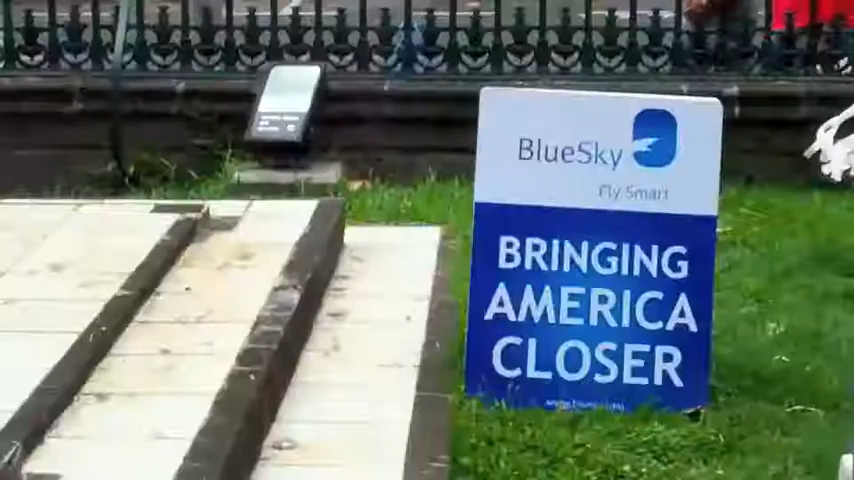 BlueSky
Fly Smart
BRINGING
AMERICA
CLOSER